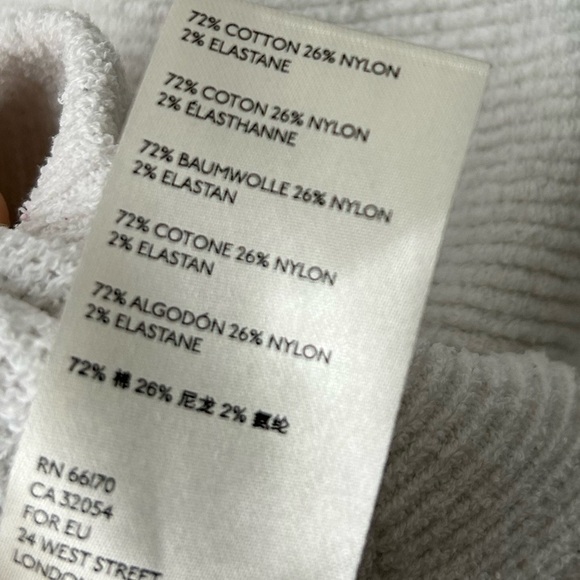 72% COTTON 26% NYLON
2% ELASTANE
72% COTON 26% NYLON
2% ÉLASTHANNE
72% BAUMWOLLE 26% NYLON
2% ELASTAN
72% COTONE 26% NYLON
2% ELASTAN
72% ALGODÓN 26% NYLON
2% ELASTANE
72% 棉 26% 尼龙 2% 氨纶
RN 66170
CA 32054
FOR EU
24 WEST STREET